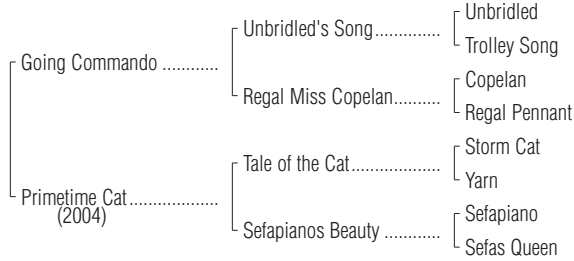 Unbridled
Unbridled's Song..............
Trolley Song
Going Commando ............
Copelan
Regal Miss Copelan..........
Regal Pennant
Storm Cat
Tale of the Cat...................
Yarn
Primetime Cat...................
(2004)
Sefapiano
Sefapianos Beauty ............
Sefas Queen